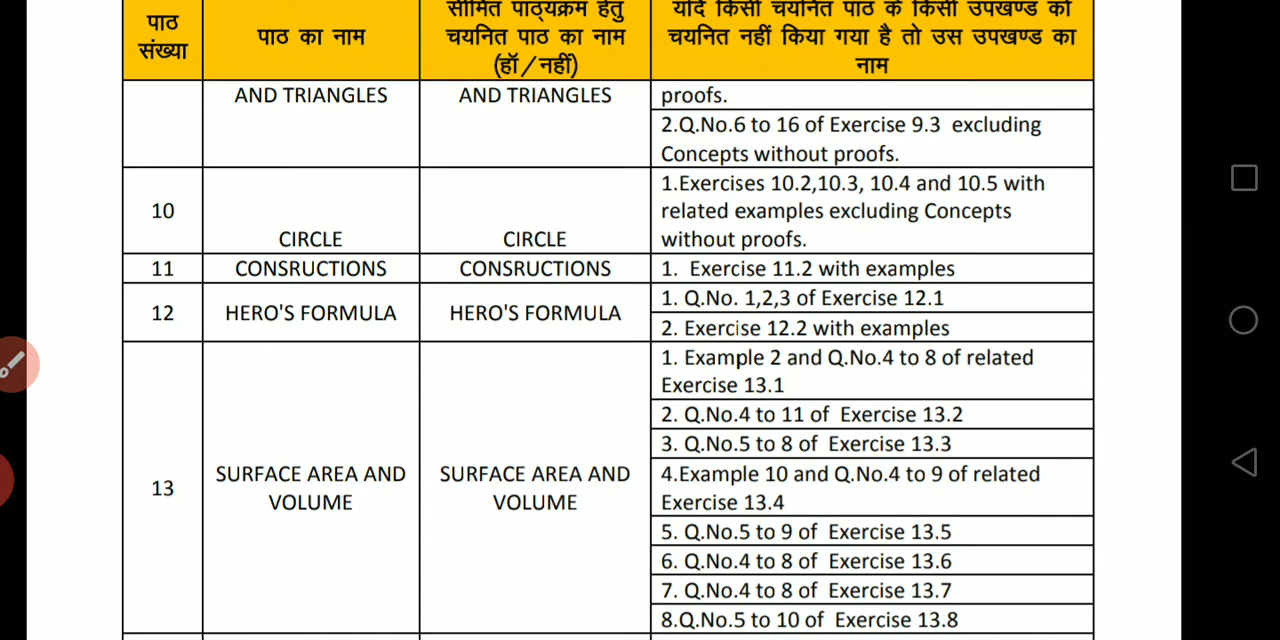 पाठ
संख्या
पाठ का नाम
सीमित पाठ्यक्रम हेतु
चयनित पाठ का नाम
(हॉ/नहीं)
यदि किसी चयनित पाठ के किसी उपखण्ड को
चयनित नहीं किया गया है तो उस उपखण्ड का
नाम
AND TRIANGLES
AND TRIANGLES
proofs.
2.Q.No.6 to 16 of Exercise 9.3 excluding
Concepts without proofs.
10
CIRCLE
CIRCLE
1.Exercises 10.2,10.3, 10.4 and 10.5 with
related examples excluding Concepts
without proofs.
11
CONSRUCTIONS
CONSRUCTIONS
1. Exercise 11.2 with examples
12
HERO'S FORMULA
HERO'S FORMULA
1. Q.No. 1,2,3 of Exercise 12.1
2. Exercise 12.2 with examples
13
SURFACE AREA AND
VOLUME
SURFACE AREA AND
VOLUME
1. Example 2 and Q.No.4 to 8 of related
Exercise 13.1
2. Q.No.4 to 11 of Exercise 13.2
3. Q.No.5 to 8 of Exercise 13.3
4.Example 10 and Q.No.4 to 9 of related
Exercise 13.4
5. Q.No.5 to 9 of Exercise 13.5
6. Q.No.4 to 8 of Exercise 13.6
7. Q.No.4 to 8 of Exercise 13.7
8.Q.No.5 to 10 of Exercise 13.8